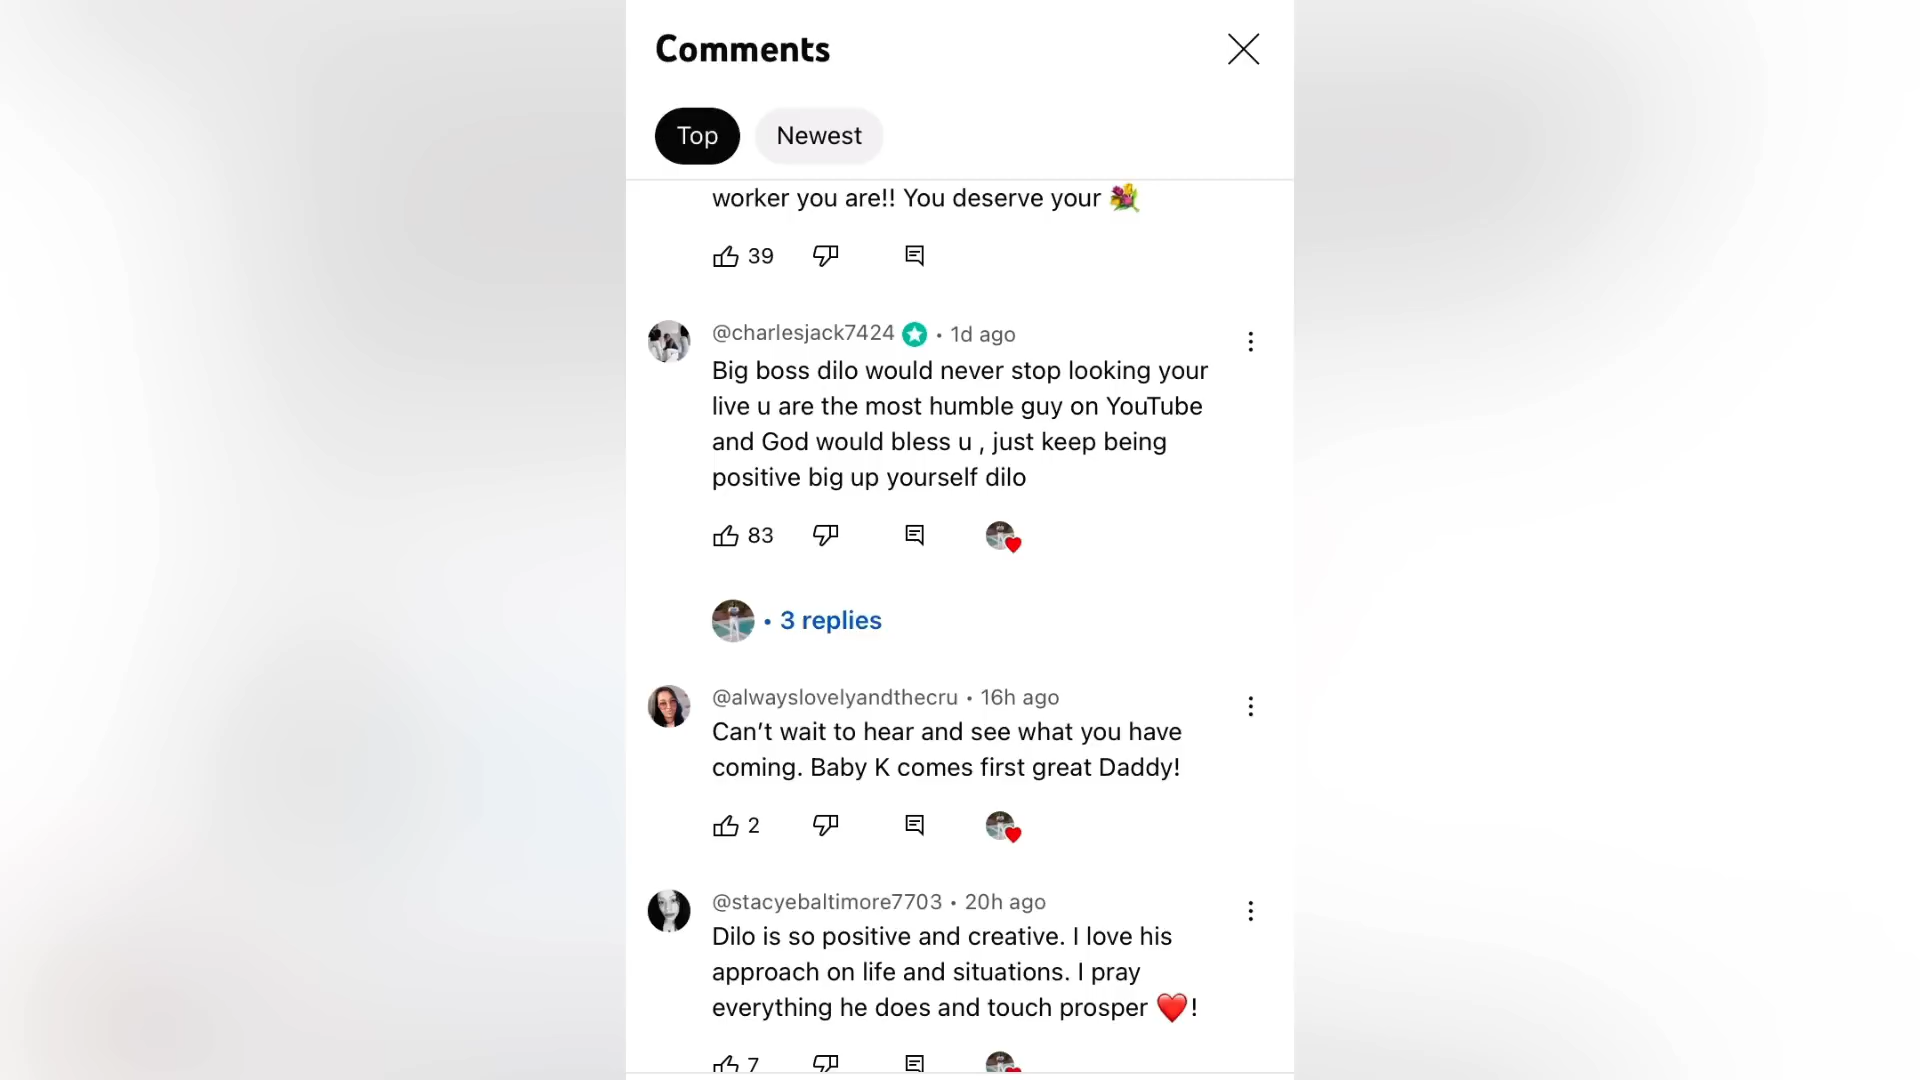 Comments
Top
Newest
worker you are!! You deserve your 💐
39
@charlesjack7424 • 1d ago
Big boss dilo would never stop looking your
live u are the most humble guy on YouTube
and God would bless u , just keep being
positive big up yourself dilo
83
• 3 replies
@alwayslovelyandthecru • 16h ago
Can’t wait to hear and see what you have
coming. Baby K comes first great Daddy!
2
@stacyebaltimore7703 • 20h ago
Dilo is so positive and creative. I love his
approach on life and situations. I pray
everything he does and touch prosper ❤️!
7